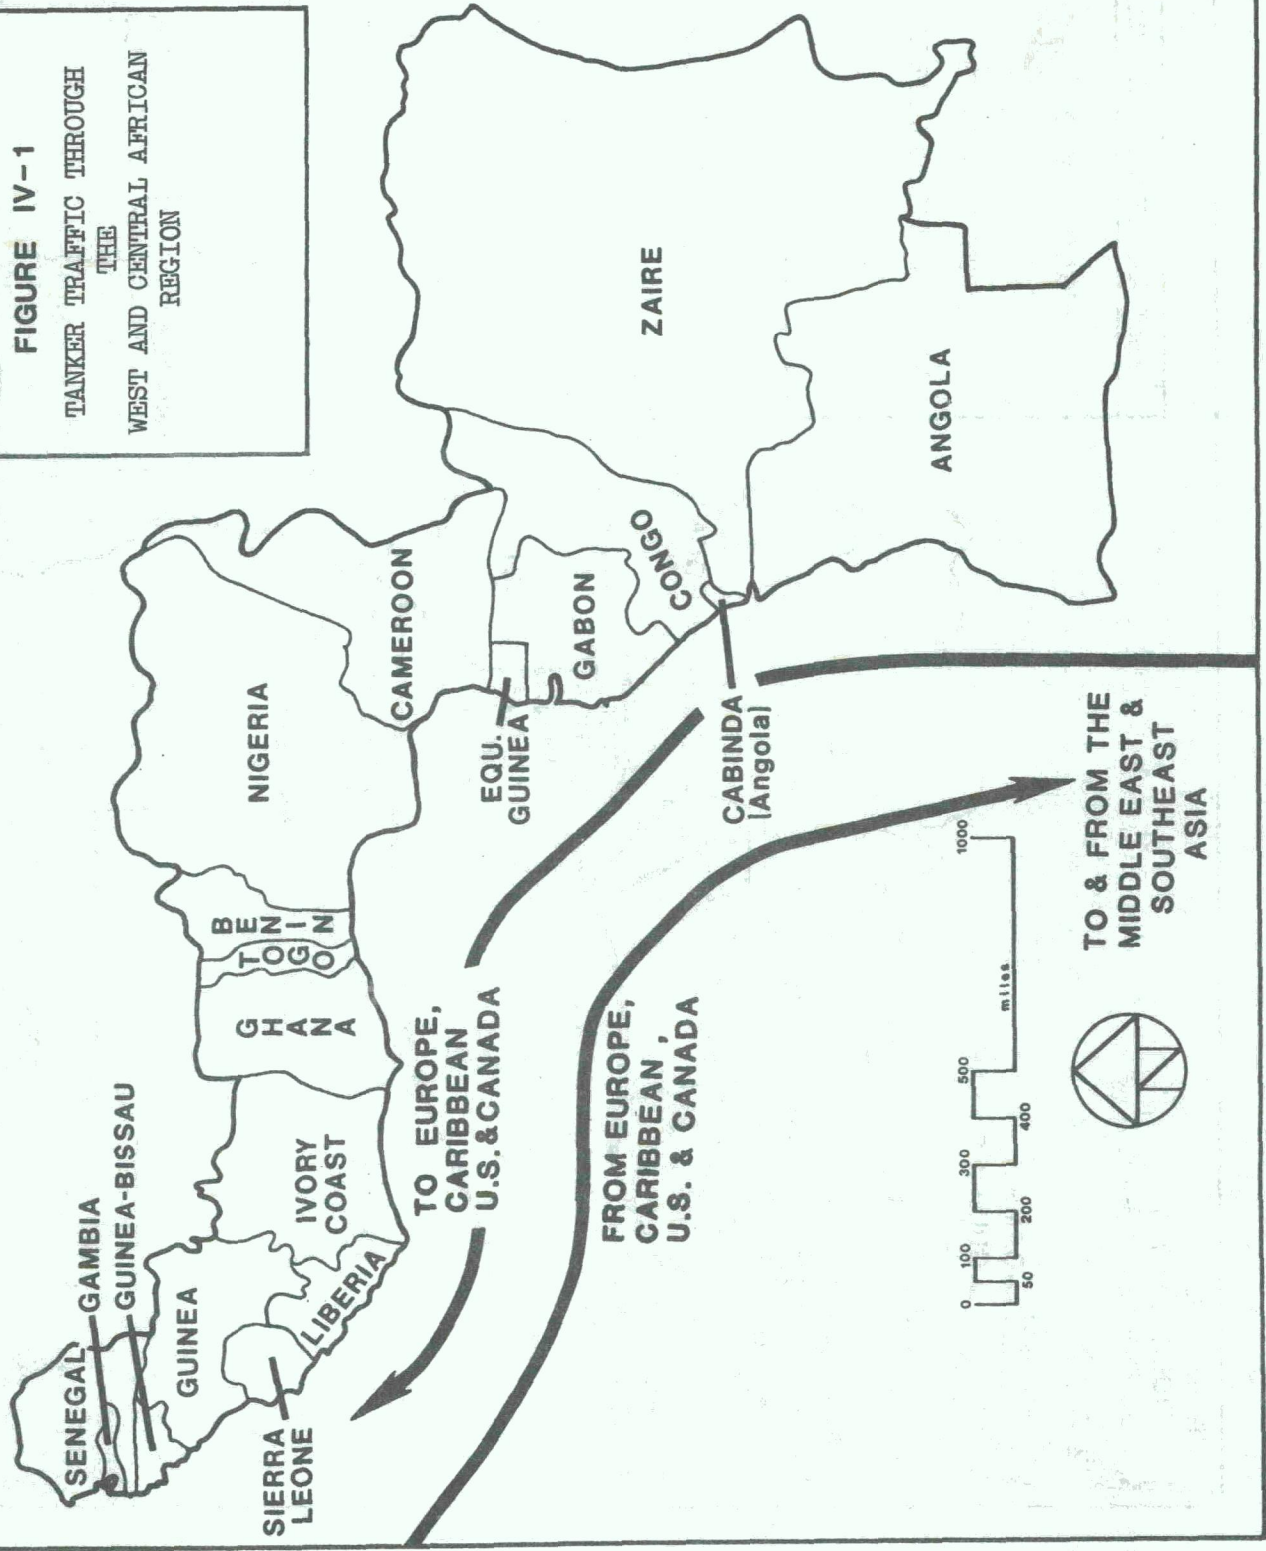 FIGURE IV-1
TANKER TRAFFIC THROUGH
THE
WEST AND CENTRAL AFRICAN
REGION
SENEGAL
GAMBIA
GUINEA-BISSAU
GUINEA
SIERRA
LEONE
LIBERIA
IVORY
COAST
GHANA
TOGO
BENIN
NIGERIA
CAMEROON
EQU.
GUINEA
GABON
CONGO
ZAIRE
CABINDA
(Angola)
ANGOLA
TO EUROPE,
CARIBBEAN
U.S.&CANADA
FROM EUROPE,
CARIBBEAN ,
U.S. & CANADA
TO & FROM THE
MIDDLE EAST &
SOUTHEAST
ASIA
0 100 300 500 1000
miles
50 200 400
N